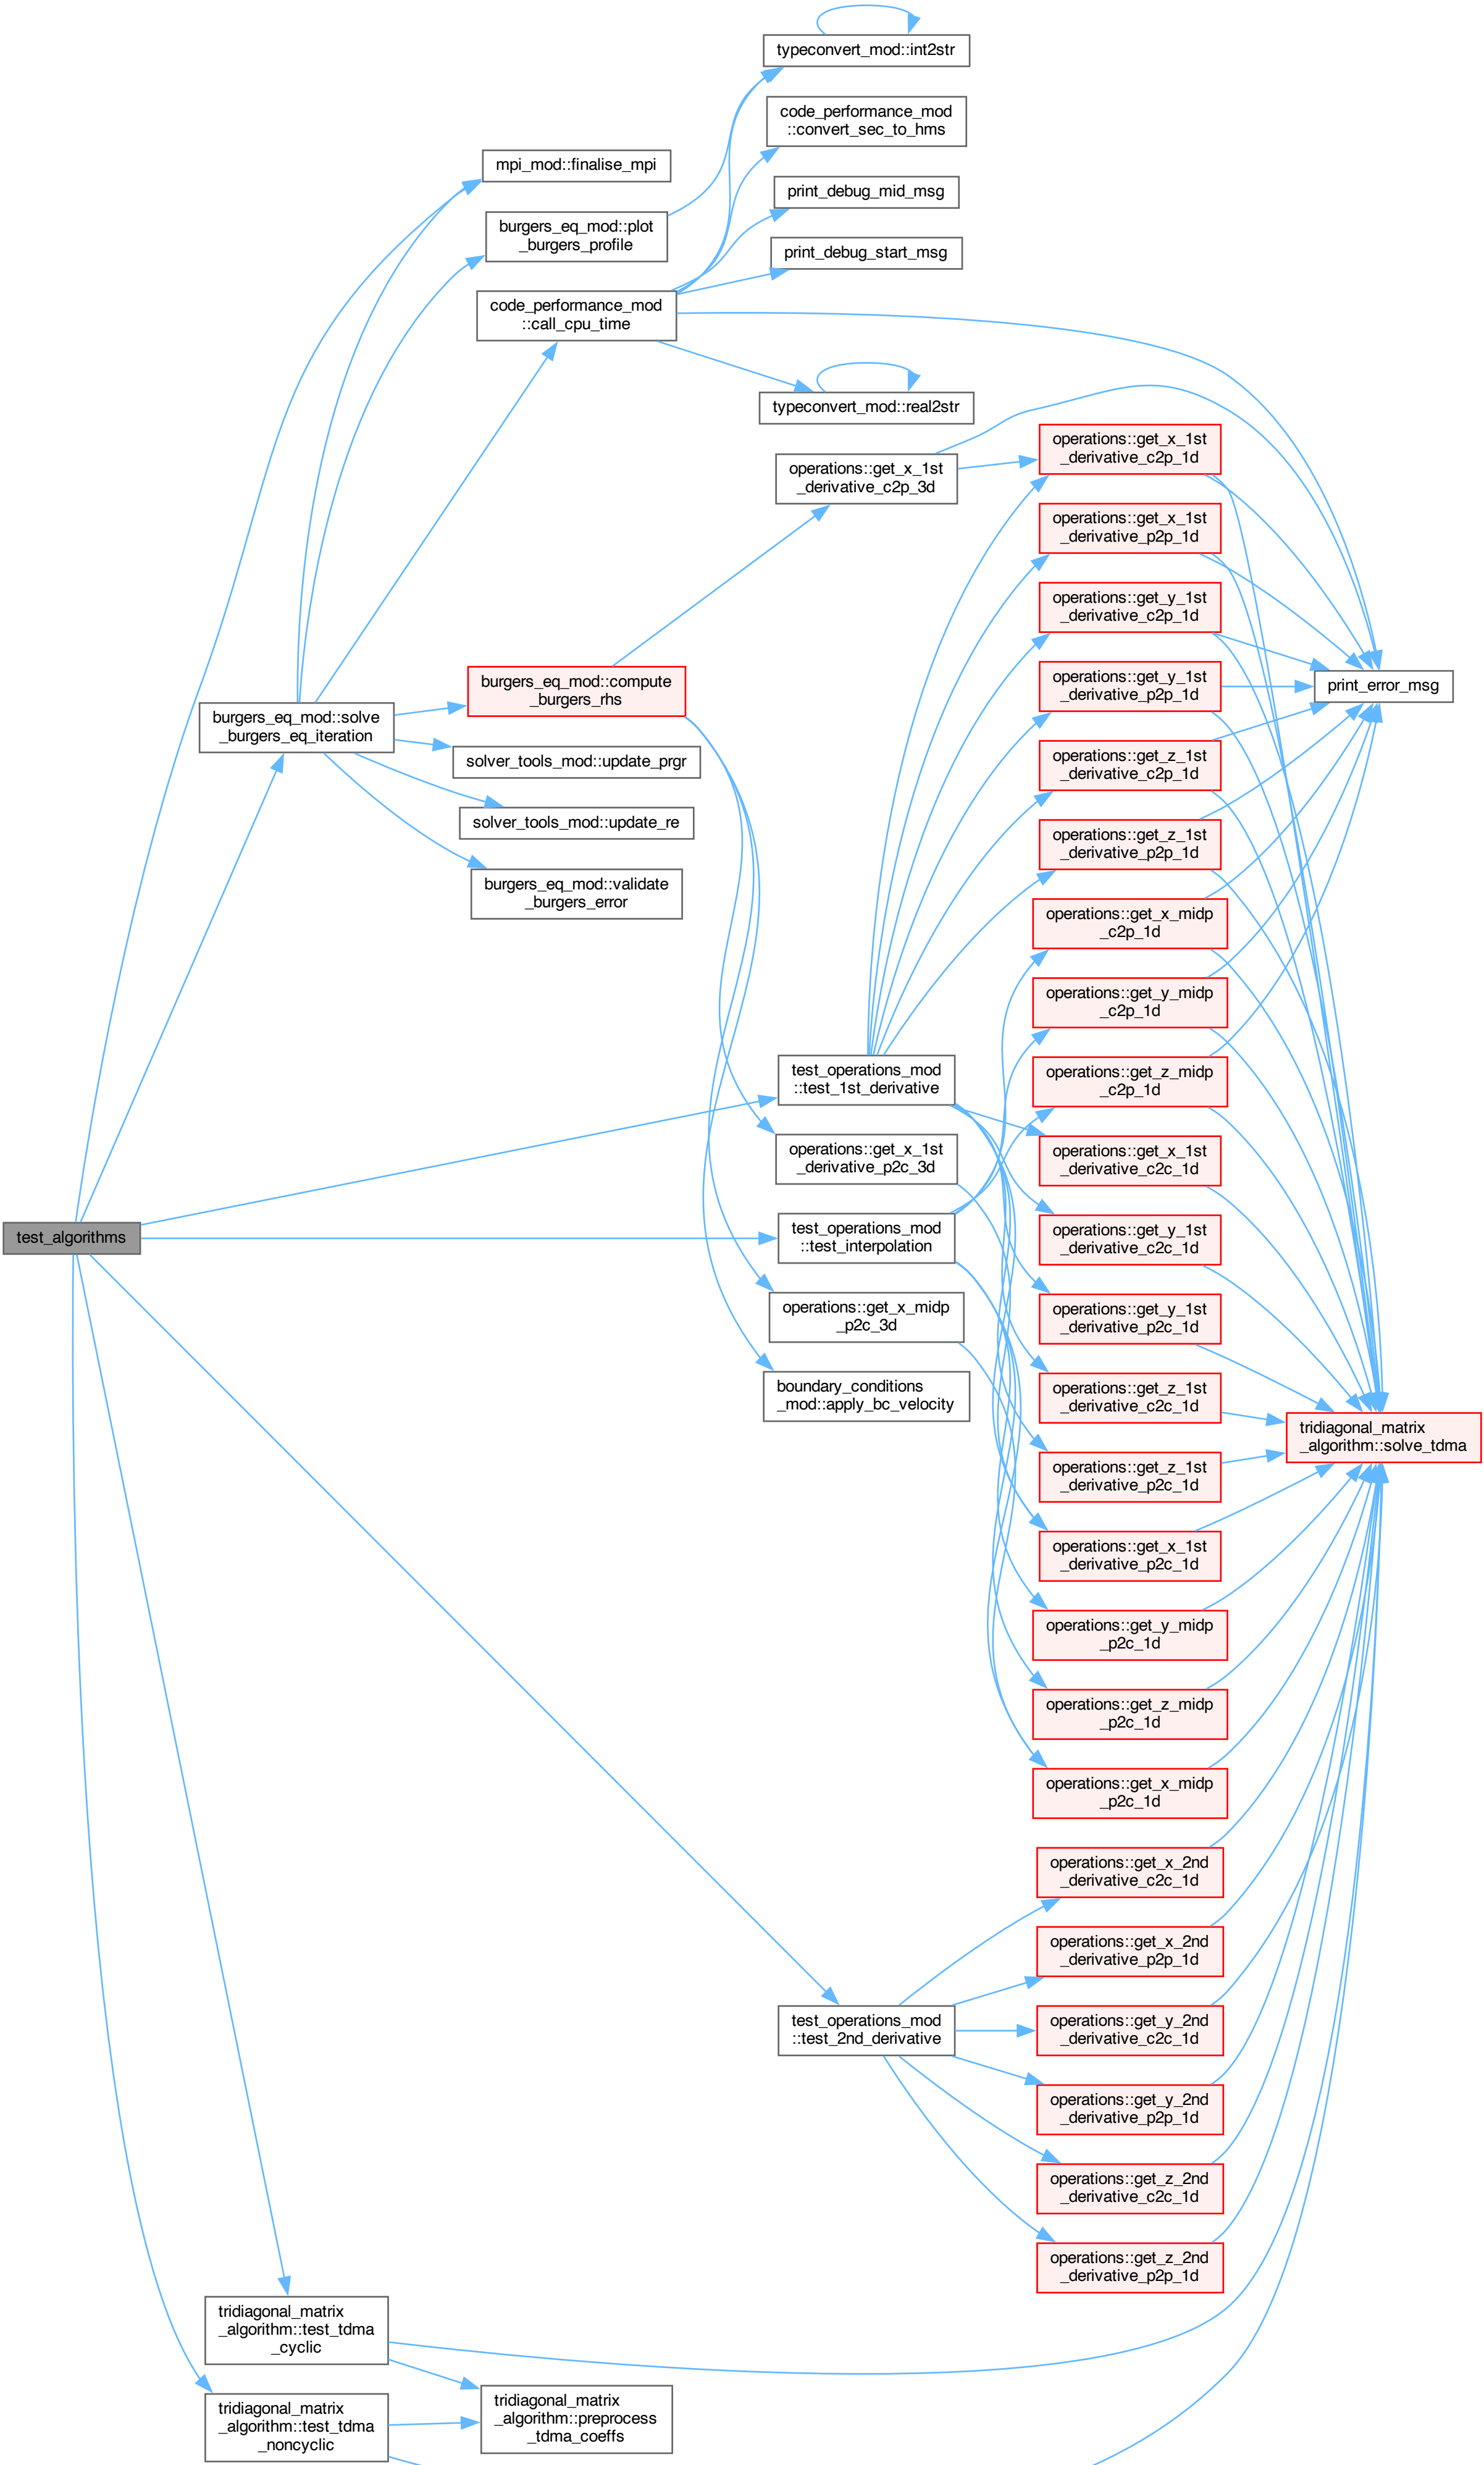 typeconvert_mod::int2str
code_performance_mod
::convert_sec_to_hms
mpi_mod::finalise_mpi
print_debug_mid_msg
burgers_eq_mod::plot
_burgers_profile
print_debug_start_msg
code_performance_mod
::call_cpu_time
typeconvert_mod::real2str
operations::get_x_1st
_derivative_c2p_1d
operations::get_x_1st
_derivative_c2p_3d
operations::get_x_1st
_derivative_p2p_1d
operations::get_y_1st
_derivative_c2p_1d
burgers_eq_mod::compute
_burgers_rhs
operations::get_y_1st
_derivative_p2p_1d
print_error_msg
burgers_eq_mod::solve
_burgers_eq_iteration
solver_tools_mod::update_prgr
operations::get_z_1st
_derivative_c2p_1d
solver_tools_mod::update_re
operations::get_z_1st
_derivative_p2p_1d
burgers_eq_mod::validate
_burgers_error
operations::get_x_midp
_c2p_1d
operations::get_y_midp
_c2p_1d
test_operations_mod
::test_1st_derivative
operations::get_z_midp
_c2p_1d
operations::get_x_1st
_derivative_p2c_3d
operations::get_x_1st
_derivative_c2c_1d
test_algorithms
test_operations_mod
::test_interpolation
operations::get_y_1st
_derivative_c2c_1d
operations::get_x_midp
_p2c_3d
operations::get_y_1st
_derivative_p2c_1d
boundary_conditions
_mod::apply_bc_velocity
operations::get_z_1st
_derivative_c2c_1d
tridiagonal_matrix
_algorithm::solve_tdma
operations::get_z_1st
_derivative_p2c_1d
operations::get_x_1st
_derivative_p2c_1d
operations::get_y_midp
_p2c_1d
operations::get_z_midp
_p2c_1d
operations::get_x_midp
_p2c_1d
operations::get_x_2nd
_derivative_c2c_1d
operations::get_x_2nd
_derivative_p2p_1d
test_operations_mod
::test_2nd_derivative
operations::get_y_2nd
_derivative_c2c_1d
operations::get_y_2nd
_derivative_p2p_1d
operations::get_z_2nd
_derivative_c2c_1d
operations::get_z_2nd
_derivative_p2p_1d
tridiagonal_matrix
_algorithm::test_tdma
_cyclic
tridiagonal_matrix
_algorithm::preprocess
_tdma_coeffs
tridiagonal_matrix
_algorithm::test_tdma
_noncyclic